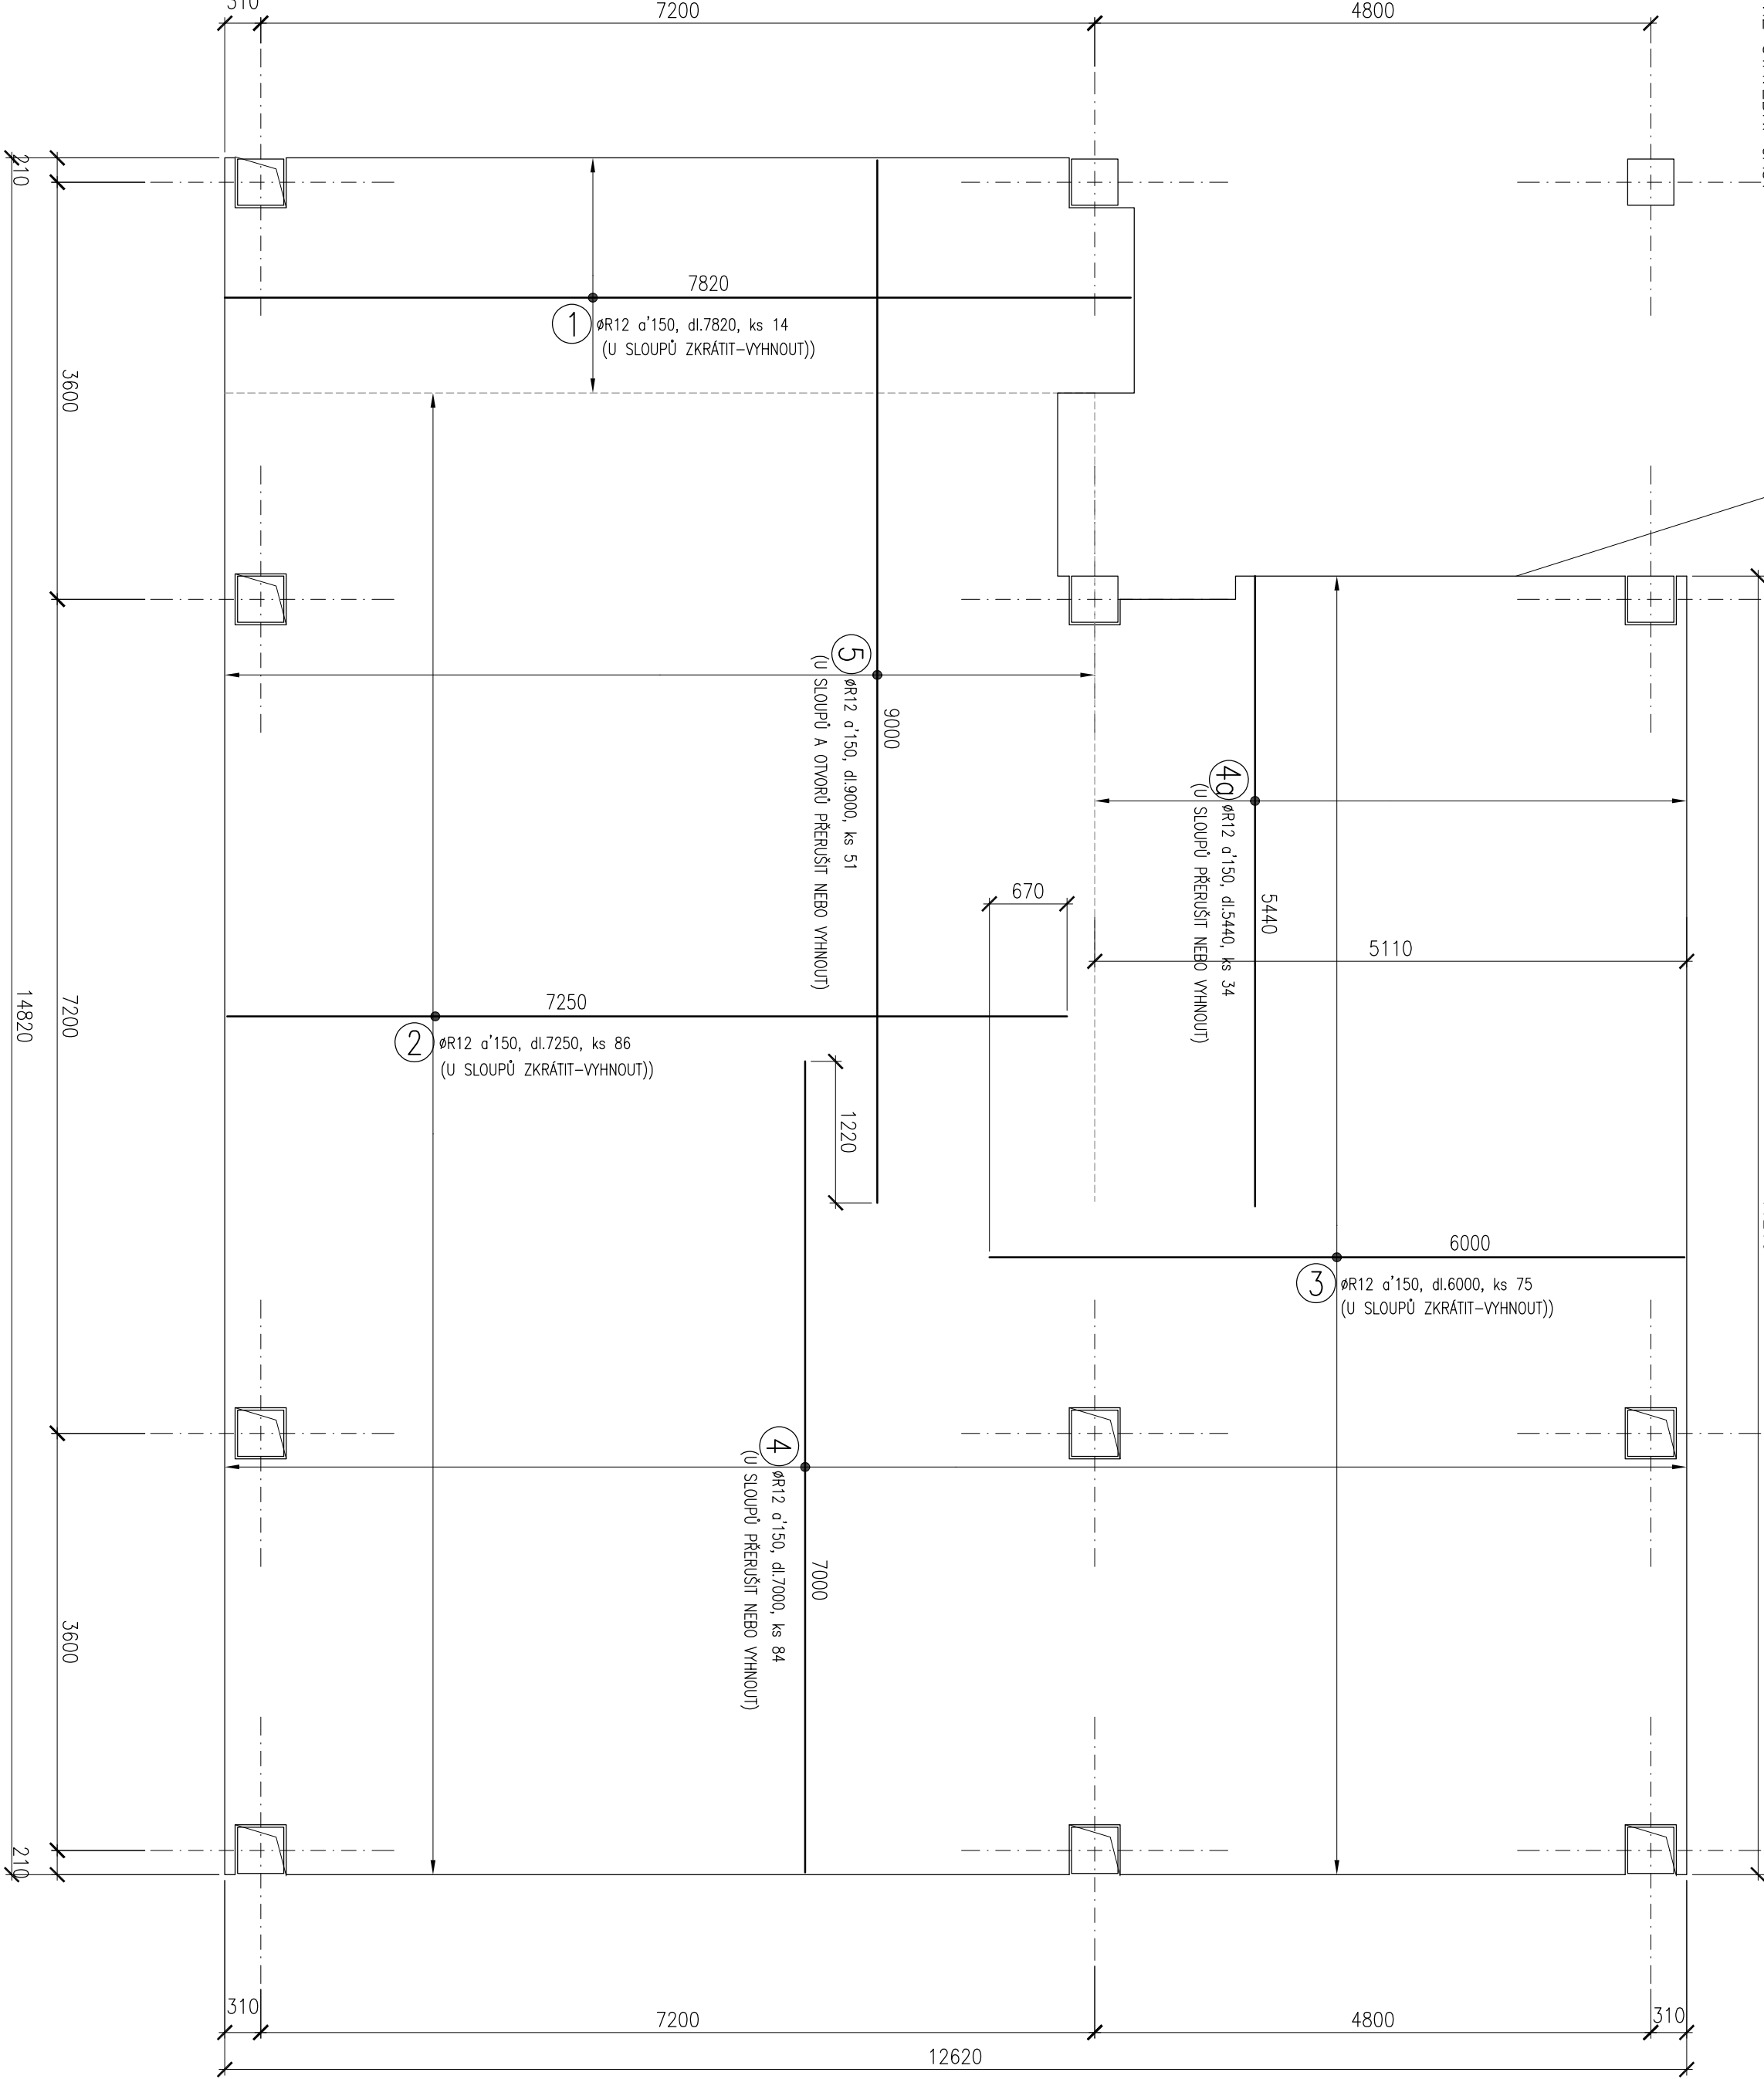 310
7200
4800
210
3600
7200
14820
3600
210
7820
1
øR12 a'150, dl.7820, ks 14
(U SLOUPŮ ZKRÁTIT-VYHNOUT))
5
øR12 a'150, dl.9000, ks 51
(U SLOUPŮ A OTVORŮ PŘERUŠIT NEBO VYHNOUT)
9000
4a
øR12 a'150, dl.5440, ks 34
(U SLOUPŮ PŘERUŠIT NEBO VYHNOUT)
5440
670
5110
7250
2
øR12 a'150, dl.7250, ks 86
(U SLOUPŮ ZKRÁTIT-VYHNOUT))
1220
6000
3
øR12 a'150, dl.6000, ks 75
(U SLOUPŮ ZKRÁTIT-VYHNOUT))
4
øR12 a'150, dl.7000, ks 84
(U SLOUPŮ PŘERUŠIT NEBO VYHNOUT)
7000
310
7200
4800
310
12620